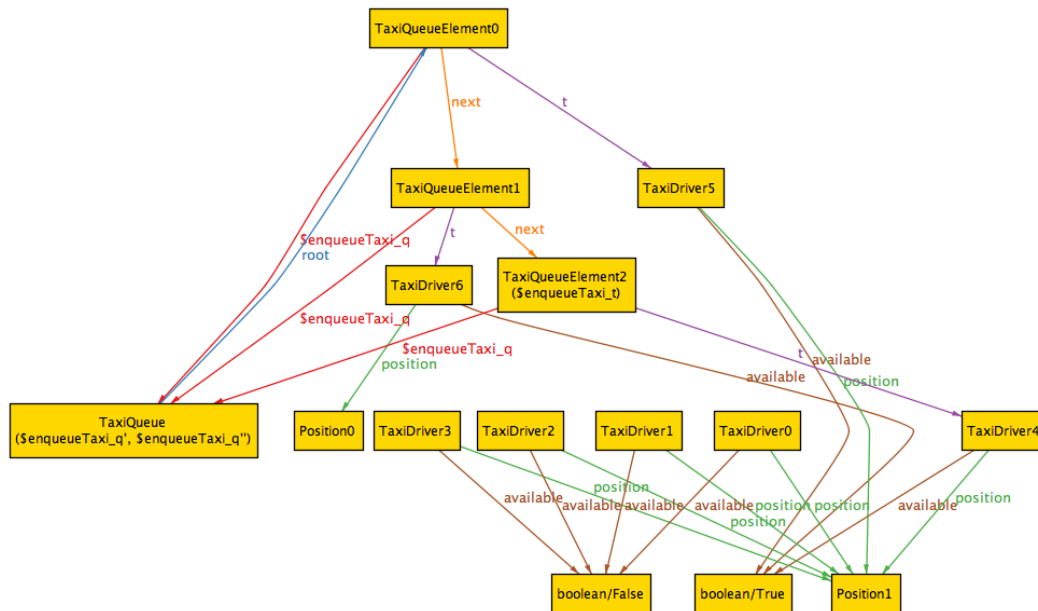 TaxiQueueElement0
next
t
TaxiQueueElement1
TaxiDriver5
$enqueueTaxi_q
root
t
next
TaxiDriver6
TaxiQueueElement2
($enqueueTaxi_t)
$enqueueTaxi_q
$enqueueTaxi_q
position
t
available
available
position
TaxiQueue
($enqueueTaxi_q', $enqueueTaxi_q'')
Position0
TaxiDriver3
TaxiDriver2
TaxiDriver1
TaxiDriver0
TaxiDriver4
available
position
available
available
available
position
position
position
available
position
boolean/False
boolean/True
Position1